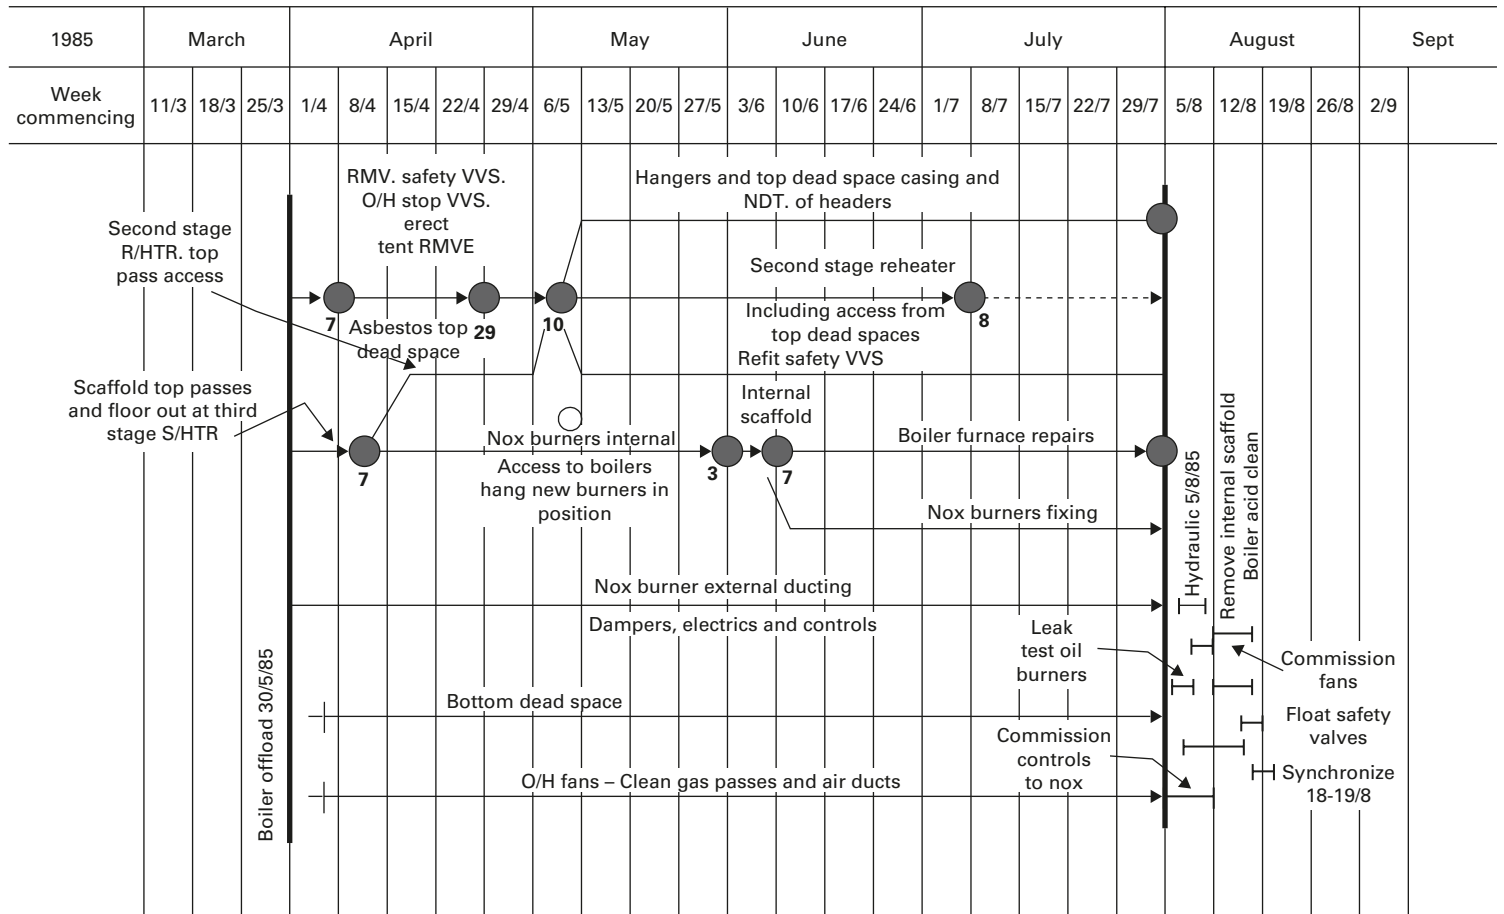 1985
March
April
May
June
July
August
Sept
Week
commencing
11/3
18/3
25/3
1/4
8/4
15/4
22/4
29/4
6/5
13/5
20/5
27/5
3/6
10/6
17/6
24/6
1/7
8/7
15/7
22/7
29/7
5/8
12/8
19/8
26/8
2/9
RMV. safety VVS.
O/H stop VVS.
erect
tent RMVE
Hangers and top dead space casing and
NDT. of headers
Second stage
R/HTR. top
pass access
Second stage reheater
7
Asbestos top
dead space
29
10
Including access from
top dead spaces
8
Refit safety VVS
Scaffold top passes
and floor out at third
stage S/HTR
Internal
scaffold
Nox burners internal
Boiler furnace repairs
7
Access to boilers
hang new burners in
position
3
7
Nox burners fixing
Hydraulic 5/8/85
Remove internal scaffold
Boiler acid clean
Nox burner external ducting
Dampers, electrics and controls
Leak
test oil
burners
Commission
fans
Boiler offload 30/5/85
Bottom dead space
Float safety
valves
Commission
controls
to nox
O/H fans – Clean gas passes and air ducts
Synchronize
18-19/8